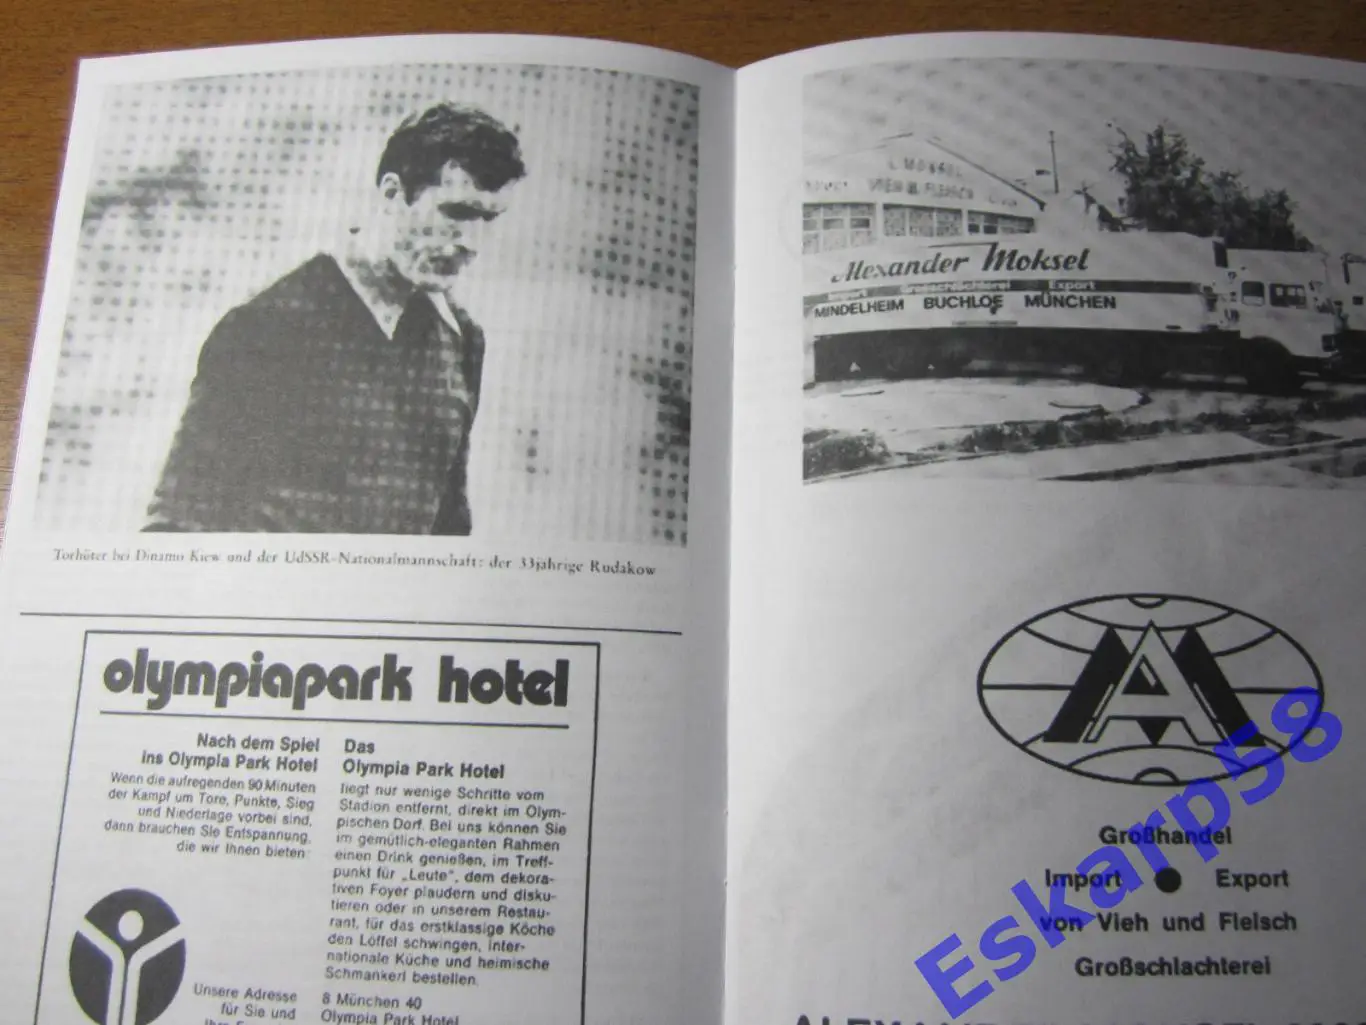 Torhüter bei Dinamo Kiew und der UdSSR-Nationalmannschaft: der 33jährige Rudakow
olympiapark hotel
Nach dem Spiel
ins Olympia Park Hotel
Wenn die aufregenden 90 Minuten
der Kampf um Tore, Punkte, Sieg
und Niederlage vorbei sind,
dann brauchen Sie Entspannung,
die wir Ihnen bieten:
Unsere Adresse
für Sie und
Das
Olympia Park Hotel
liegt nur wenige Schritte vom
Stadion entfernt, direkt im Olym-
pischen Dorf. Bei uns können Sie
im gemütlich-eleganten Rahmen
einen Drink genießen, im Treff-
punkt für „Leute", dem dekora-
tiven Foyer plaudern und disku-
tieren oder in unserem Restau-
rant, für das erstklassige Köche
den Löffel schwingen, inter-
nationale Küche und heimische
Schmankerl bestellen.
8 München 40
Olympia Park Hotel
Alexander Moksel
Import Grosschlächterei Export
MINDELHEIM BUCHLOE MÜNCHEN
Großhandel
Import ● Export
von Vieh und Fleisch
Großschlachterei
Eskarp58